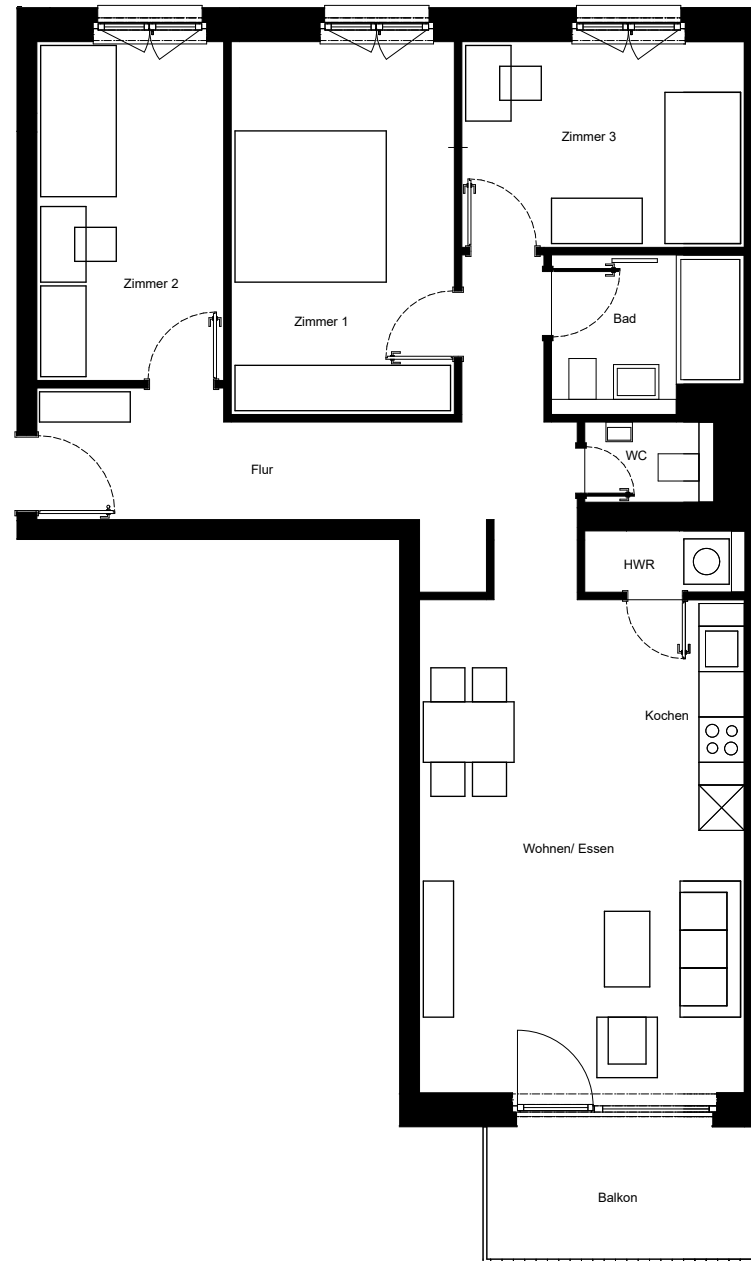 Zimmer 3
Zimmer 2
Zimmer 1
Bad
WC
Flur
HWR
Kochen
Wohnen/ Essen
Balkon